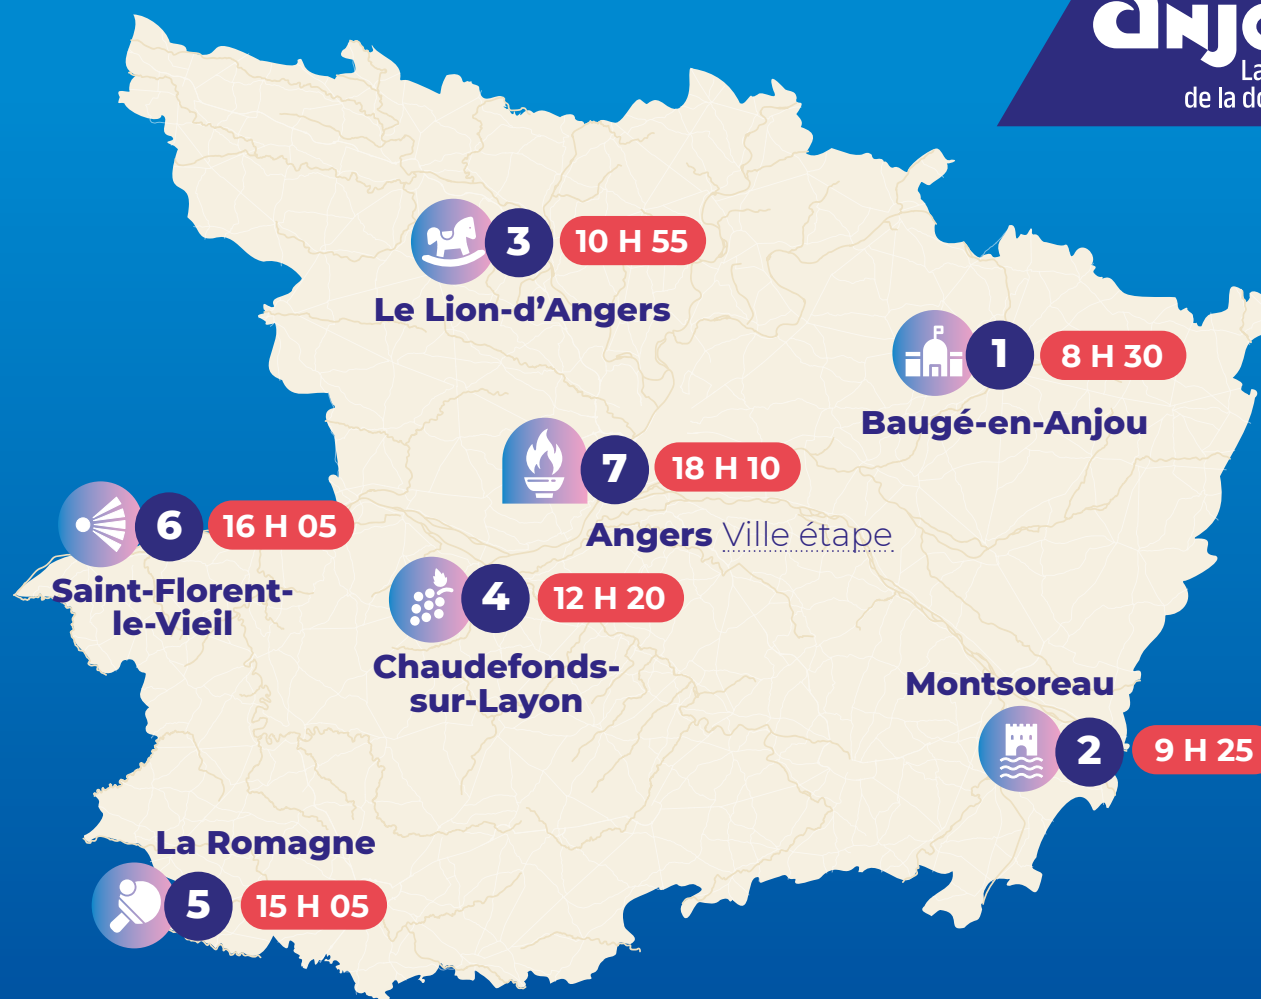 La
de la
3
10 H 55
Le Lion-d'Angers
1
8 H 30
Baugé-en-Anjou
7
18 H 10
Angers Ville étape
6
16 H 05
Saint-Florent-
le-Vieil
4
12 H 20
Chaudefonds-
sur-Layon
Montsoreau
2
9 H 25
La Romagne
5
15 H 05